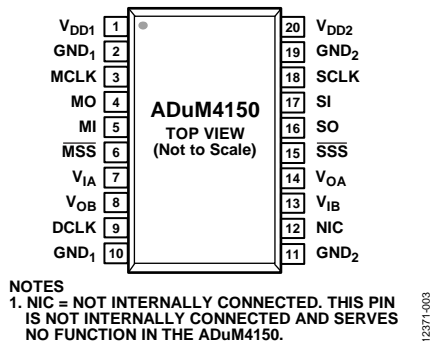 VDD1 1 20 VDD2
GND1 2 19 GND2
MCLK 3 18 SCLK
MO 4 17 SI
MI 5 16 SO
MSS 6 15 SSS
VIA 7 14 VOA
VOB 8 13 VIB
DCLK 9 12 NIC
GND1 10 11 GND2
ADuM4150
TOP VIEW
(Not to Scale)
NOTES
1. NIC = NOT INTERNALLY CONNECTED. THIS PIN
IS NOT INTERNALLY CONNECTED AND SERVES
NO FUNCTION IN THE ADuM4150.
12371-003